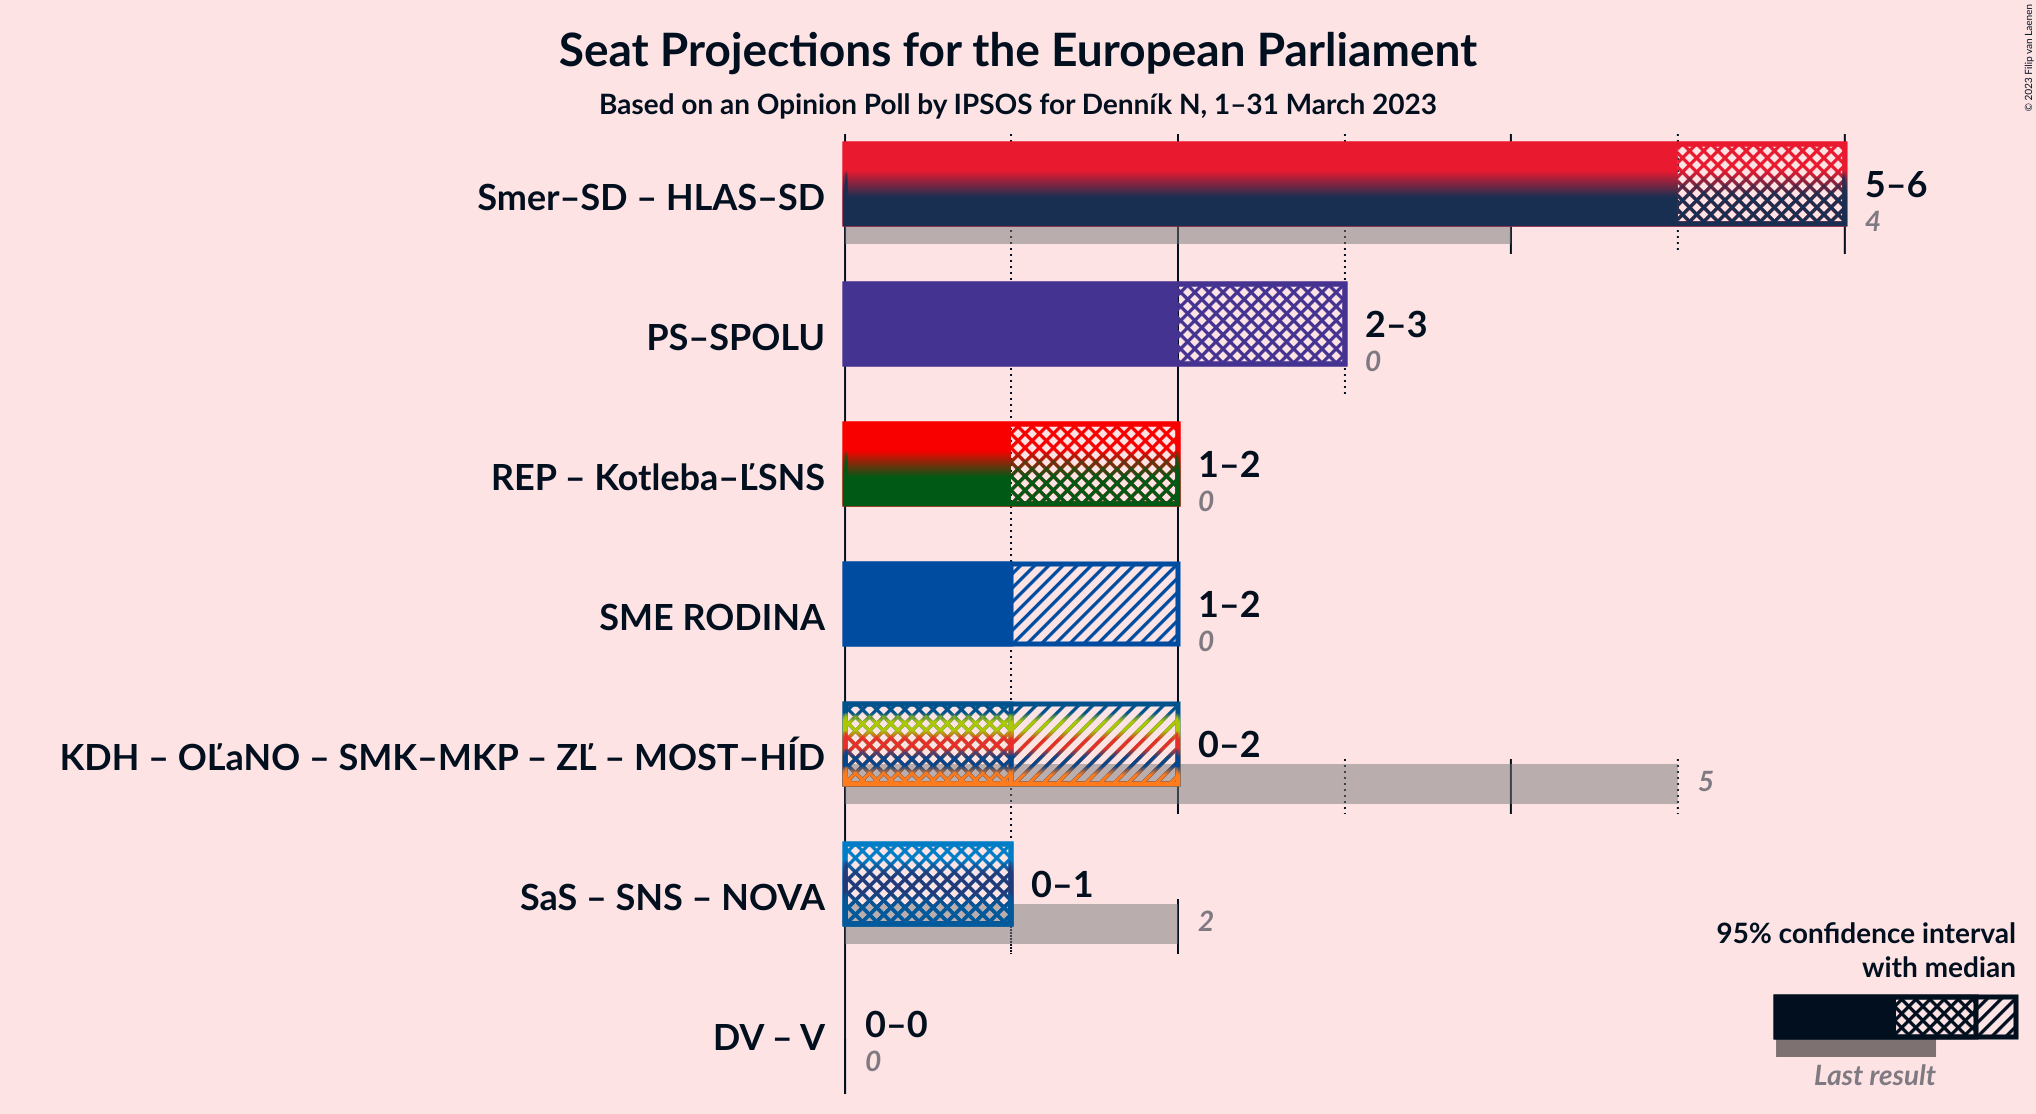 Seat Projections for the European Parliament
Based on an Opinion Poll by IPSOS for Denník N, 1–31 March 2023
© 2023 Filip van Laenen
Smer–SD – HLAS–SD
5–6
4
PS–SPOLU
2–3
0
REP – Kotleba–ĽSNS
1–2
0
SME RODINA
1–2
0
KDH – OĽaNO – SMK–MKP – ZĽ – MOST–HÍD
0–2
5
SaS – SNS – NOVA
0–1
2
DV – V
0–0
0
95% confidence interval
with median
Last result